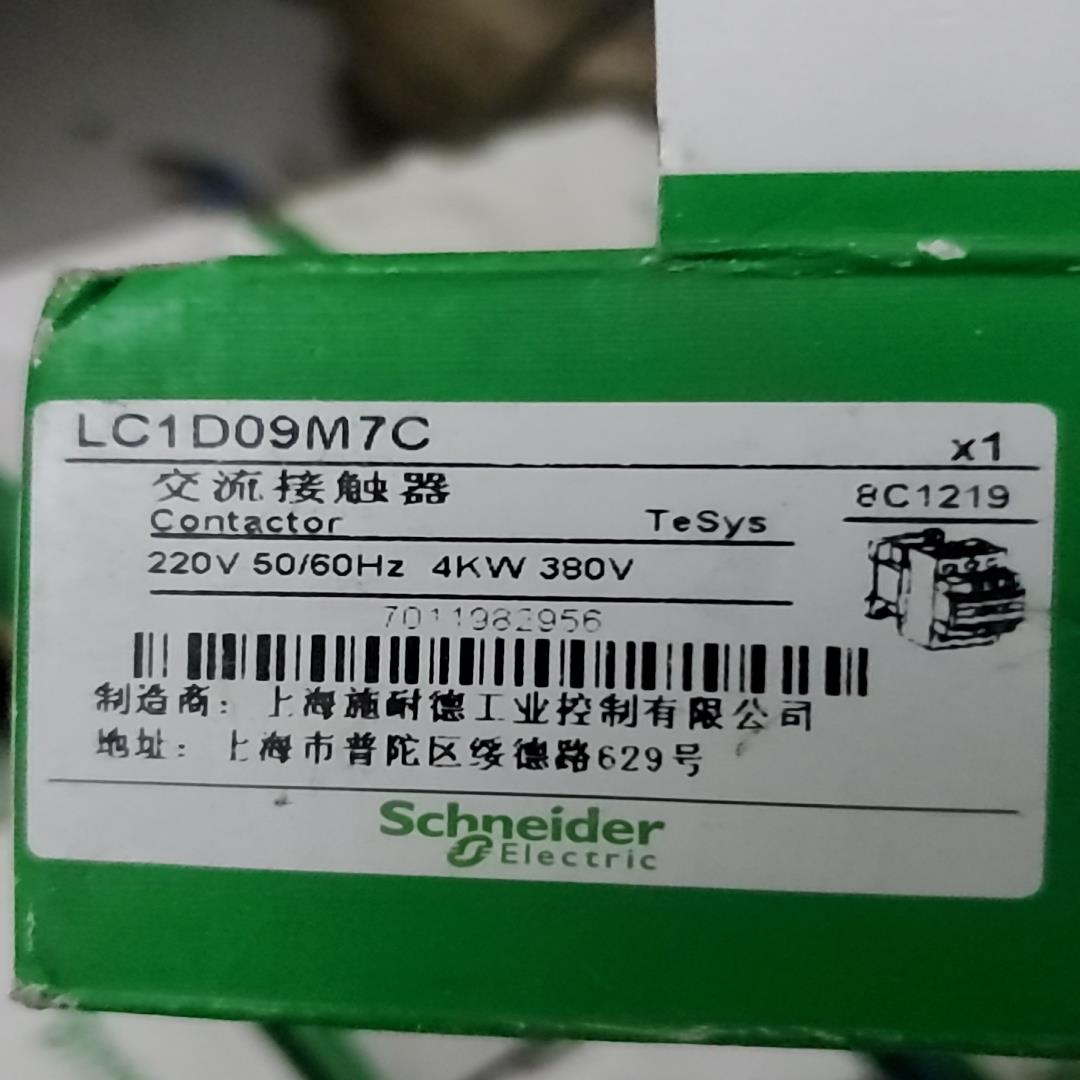 LC1D09M7C
x1
交流接触器
8C1219
Contactor
TeSys
220V 50/60Hz 4KW 380V
7011982956
制造商：上海施耐德工业控制有限公司
地址：上海市普陀区绥德路629号
Schneider
Electric